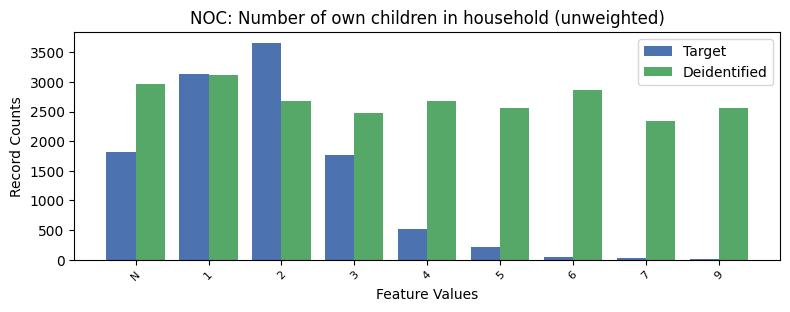 NOC: Number of own children in household (unweighted)
Target
Deidentified
Record Counts
3500
3000
2500
2000
1500
1000
500
0
N 1 2 3 4 5 6 7 9
Feature Values